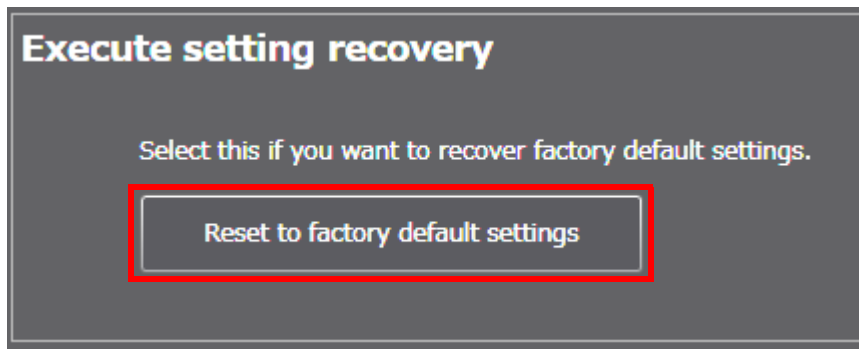 Execute setting recovery
Select this if you want to recover factory default settings.
Reset to factory default settings